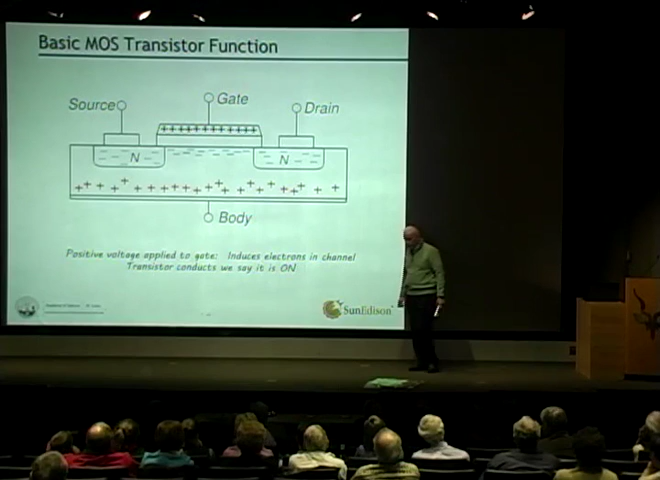 Basic MOS Transistor Function
Source
Gate
Drain
N
N
Body
Positive voltage applied to gate: Induces electrons in channel
Transistor conducts we say it is ON
SunEdison